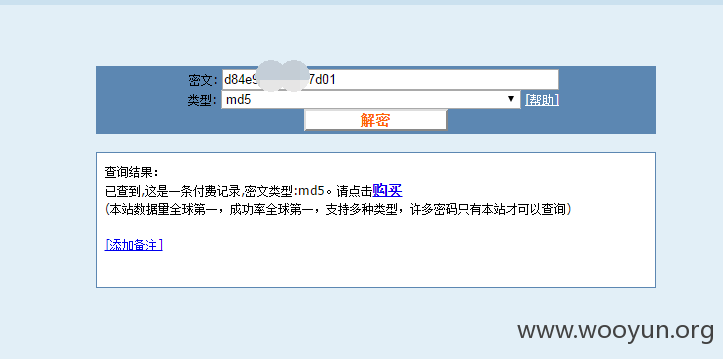 密文: d84e9 7d01
类型: md5 [帮助]
解密
查询结果:
已查到,这是一条付费记录,密文类型:md5。请点击购买
(本站数据量全球第一，成功率全球第一，支持多种类型，许多密码只有本站才可以查询)
[添加备注]
www.wooyun.org